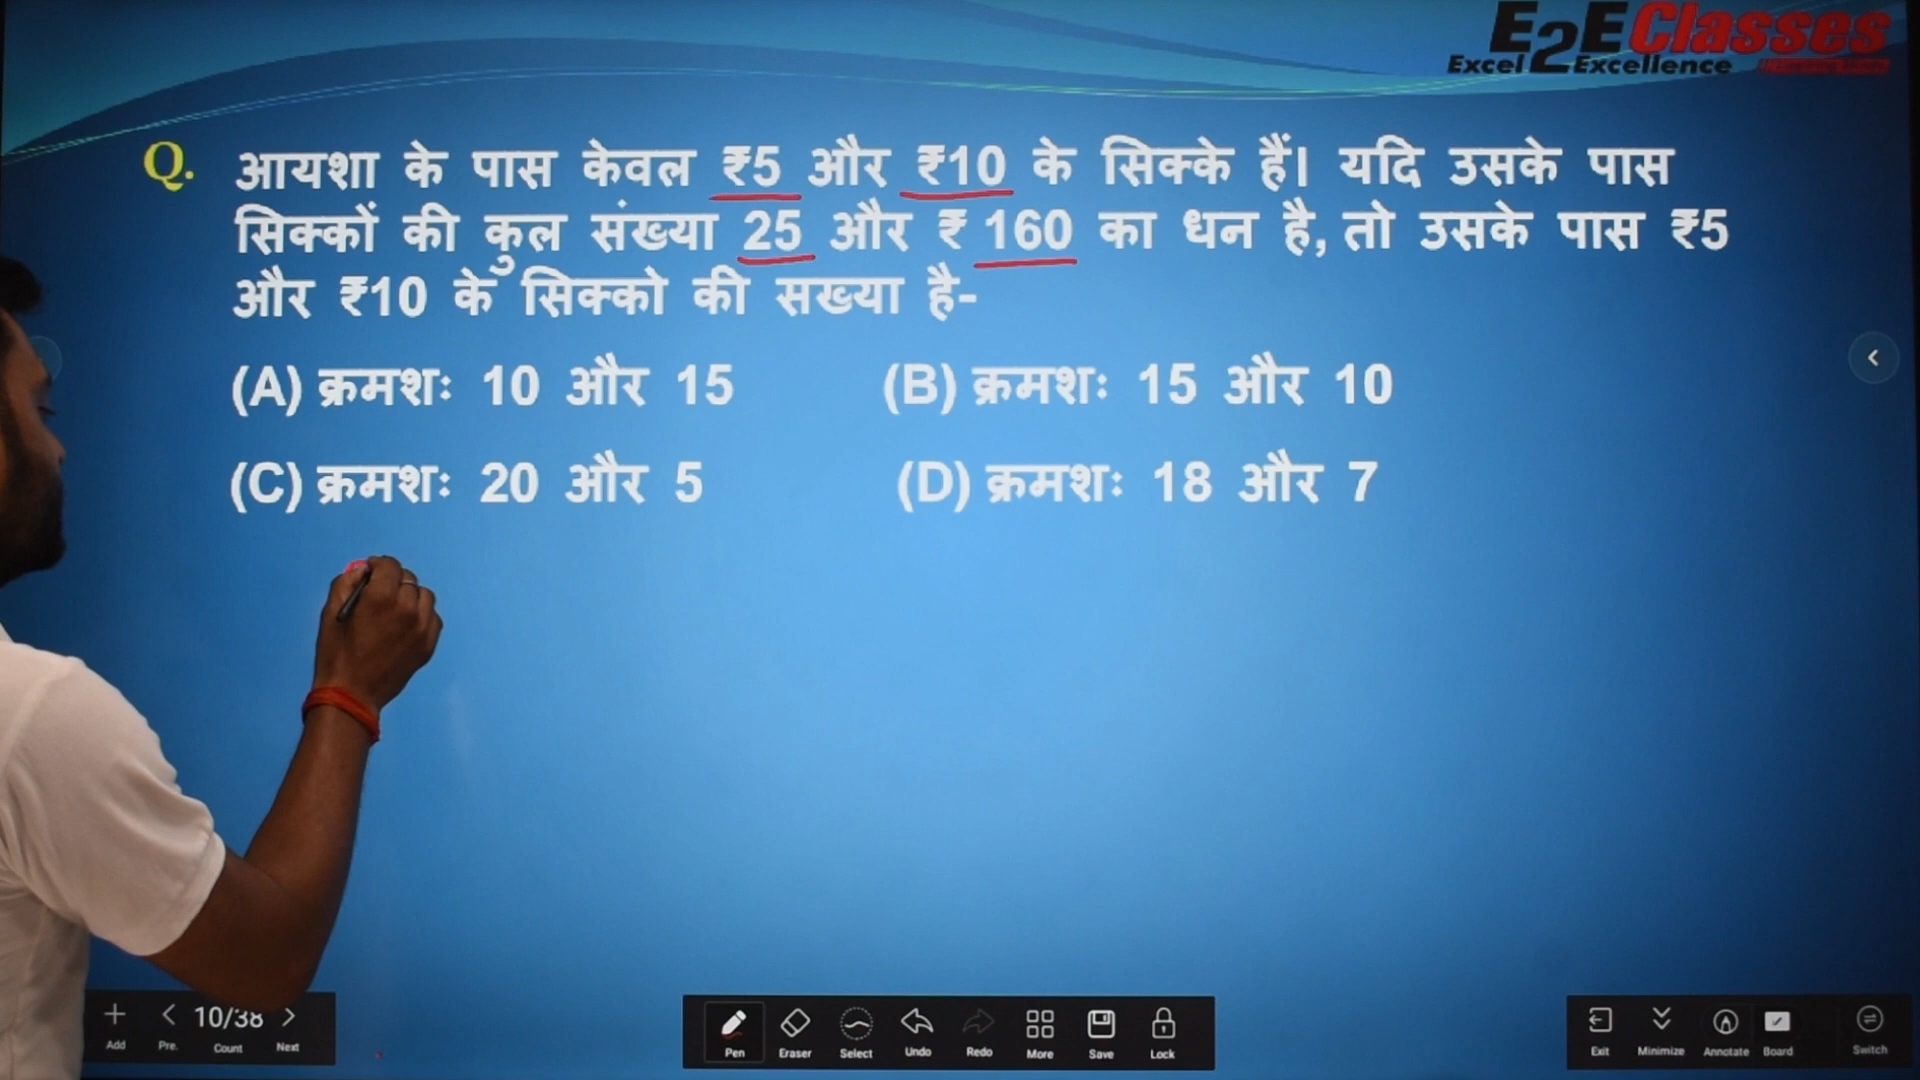 E2E Classes
Excel 2 Excellence
Q. आयशा के पास केवल ₹5 और ₹10 के सिक्के हैं। यदि उसके पास
सिक्कों की कुल संख्या 25 और ₹ 160 का धन है, तो उसके पास ₹5
और ₹10 के सिक्को की सख्या है-
(A) क्रमशः 10 और 15 (B) क्रमशः 15 और 10
(C) क्रमशः 20 और 5 (D) क्रमशः 18 और 7
10/38
Add Pre. Count Next
Pen Eraser Select Undo Redo More Save Lock
Exit Minimize Annotate Board Switch